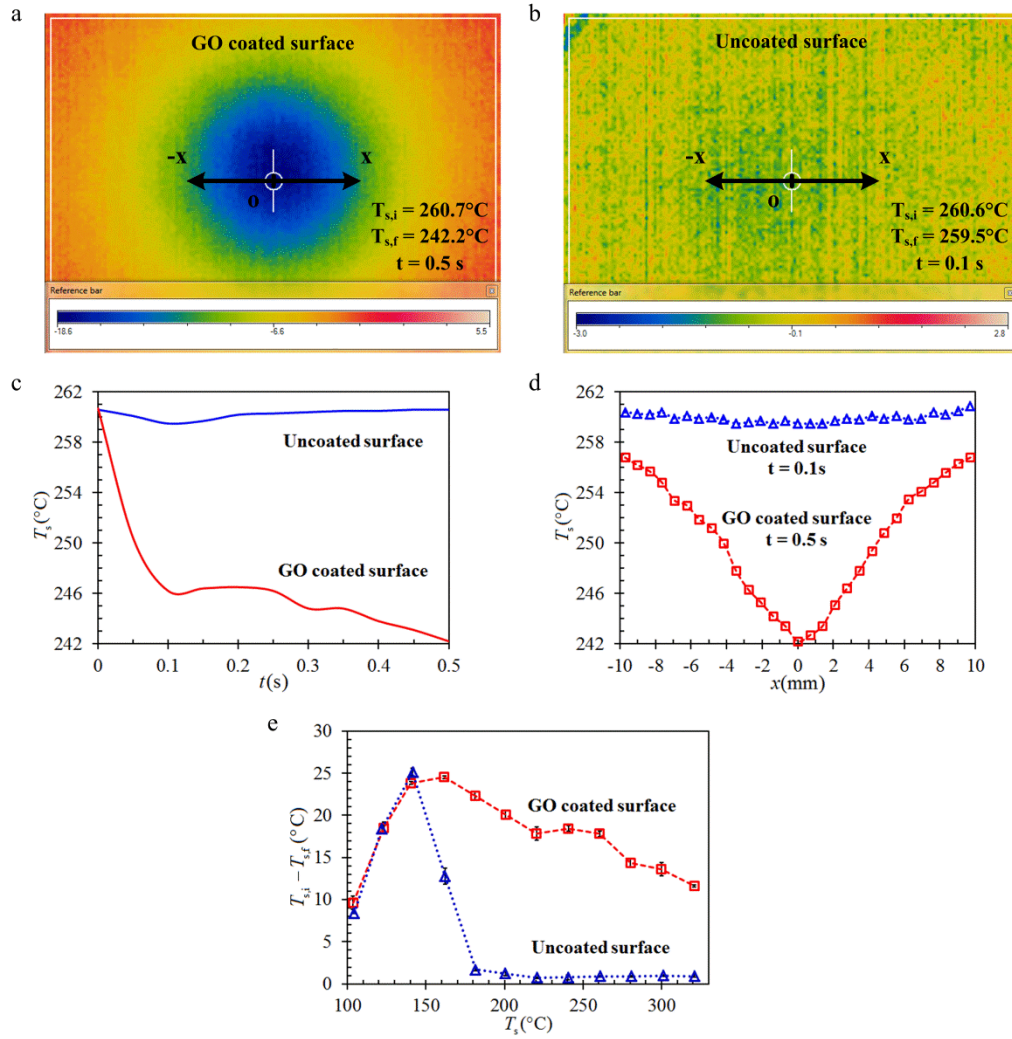 a
GO coated surface
-x
x
o
Ts,i = 260.7°C
Ts,f = 242.2°C
t = 0.5 s
Reference bar
-18.6
-6.6
5.5
b
Uncoated surface
-x
x
o
Ts,i = 260.6°C
Ts,f = 259.5°C
t = 0.1 s
Reference bar
-3.0
-0.1
2.8
c
262
258
254
250
246
242
Ts (°C)
Uncoated surface
GO coated surface
0 0.1 0.2 0.3 0.4 0.5
t(s)
d
262
258
254
250
246
242
Ts (°C)
Uncoated surface
t = 0.1s
GO coated surface
t = 0.5 s
-10 -8 -6 -4 -2 0 2 4 6 8 10
x(mm)
e
30
25
20
15
10
5
0
Ts,i − Ts,f (°C)
GO coated surface
Uncoated surface
100 150 200 250 300
Ts (°C)